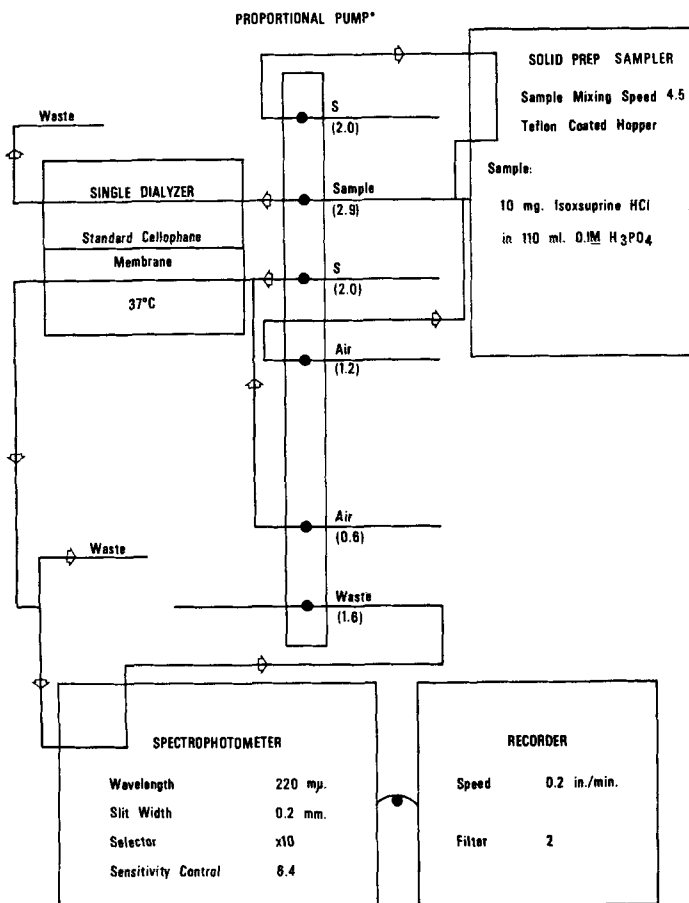 PROPORTIONAL PUMP*
SOLID PREP SAMPLER
Sample Mixing Speed 4.5
Teflon Coated Hopper
Sample:
10 mg. Isoxsuprine HCl
in 110 ml. 0.1M H3PO4
S
(2.0)
Waste
Sample
(2.9)
SINGLE DIALYZER
Standard Cellophane
Membrane
37°C
S
(2.0)
Air
(1.2)
Air
(0.6)
Waste
Waste
(1.6)
SPECTROPHOTOMETER
Wavelength 220 mμ.
Slit Width 0.2 mm.
Selector x10
Sensitivity Control 8.4
RECORDER
Speed 0.2 in./min.
Filter 2